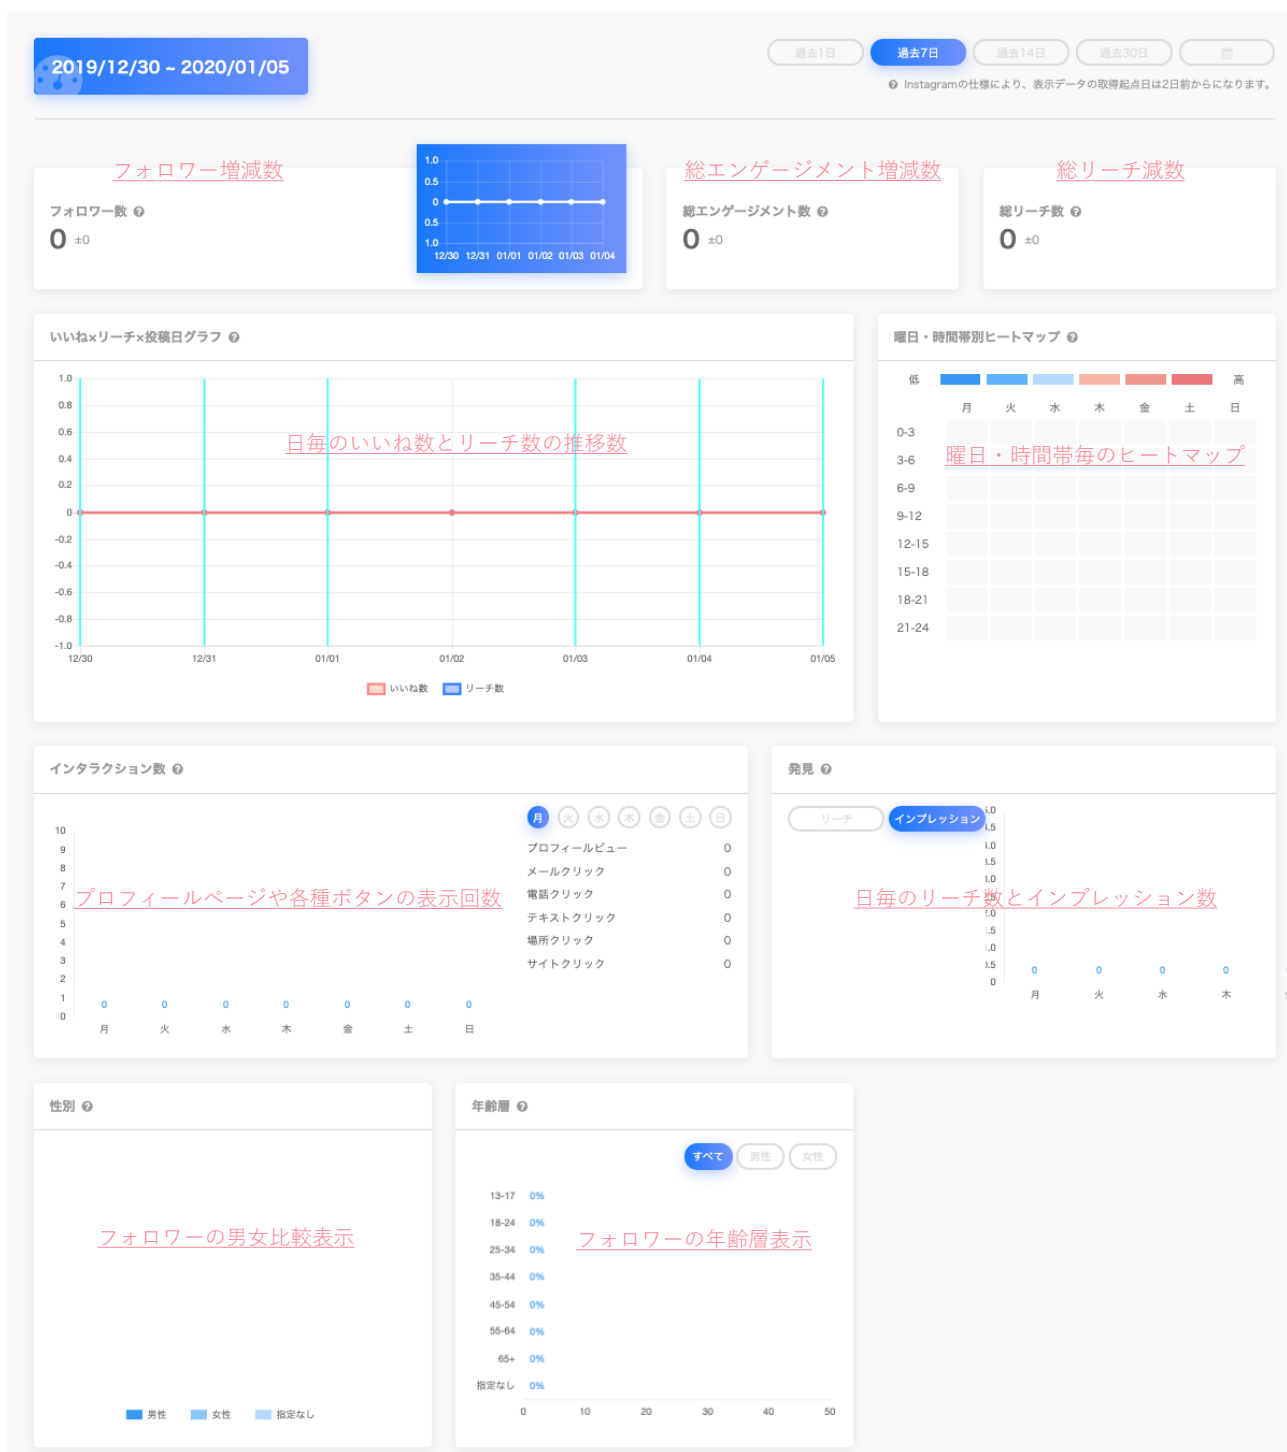 2019/12/30 ~ 2020/01/05
過去1日 過去7日 過去14日 過去30日
Instagramの仕様により、表示データの取得起点日は2日前からになります。
フォロワー増減数
フォロワー数
0 ±0
1.0
0.5
0
0.5
1.0
12/30 12/31 01/01 01/02 01/03 01/04
総エンゲージメント増減数
総エンゲージメント数
0 ±0
総リーチ減数
総リーチ数
0 ±0
いいね×リーチ×投稿日グラフ
1.0
0.8
0.6
0.4
0.2
0
-0.2
-0.4
-0.6
-0.8
-1.0
日毎のいいね数とリーチ数の推移数
12/30 12/31 01/01 01/02 01/03 01/04 01/05
いいね数 リーチ数
曜日・時間帯別ヒートマップ
低 高
月 火 水 木 金 土 日
0-3
3-6
曜日・時間帯毎のヒートマップ
6-9
9-12
12-15
15-18
18-21
21-24
インタラクション数
10
9
8
7
6
5
4
3
2
1
0
プロフィールページや各種ボタンの表示回数
0 0 0 0 0 0 0
月 火 水 木 金 土 日
月 火 水 木 金 土 日
プロフィールビュー 0
メールクリック 0
電話クリック 0
テキストクリック 0
場所クリック 0
サイトクリック 0
発見
リーチ インプレッション
日毎のリーチ数とインプレッション数
0
0 0 0 0
月 火 水 木
性別
フォロワーの男女比較表示
男性 女性 指定なし
年齢層
すべて 男性 女性
13-17 0%
18-24 0%
フォロワーの年齢層表示
25-34 0%
35-44 0%
45-54 0%
55-64 0%
65+ 0%
指定なし 0%
0 10 20 30 40 50